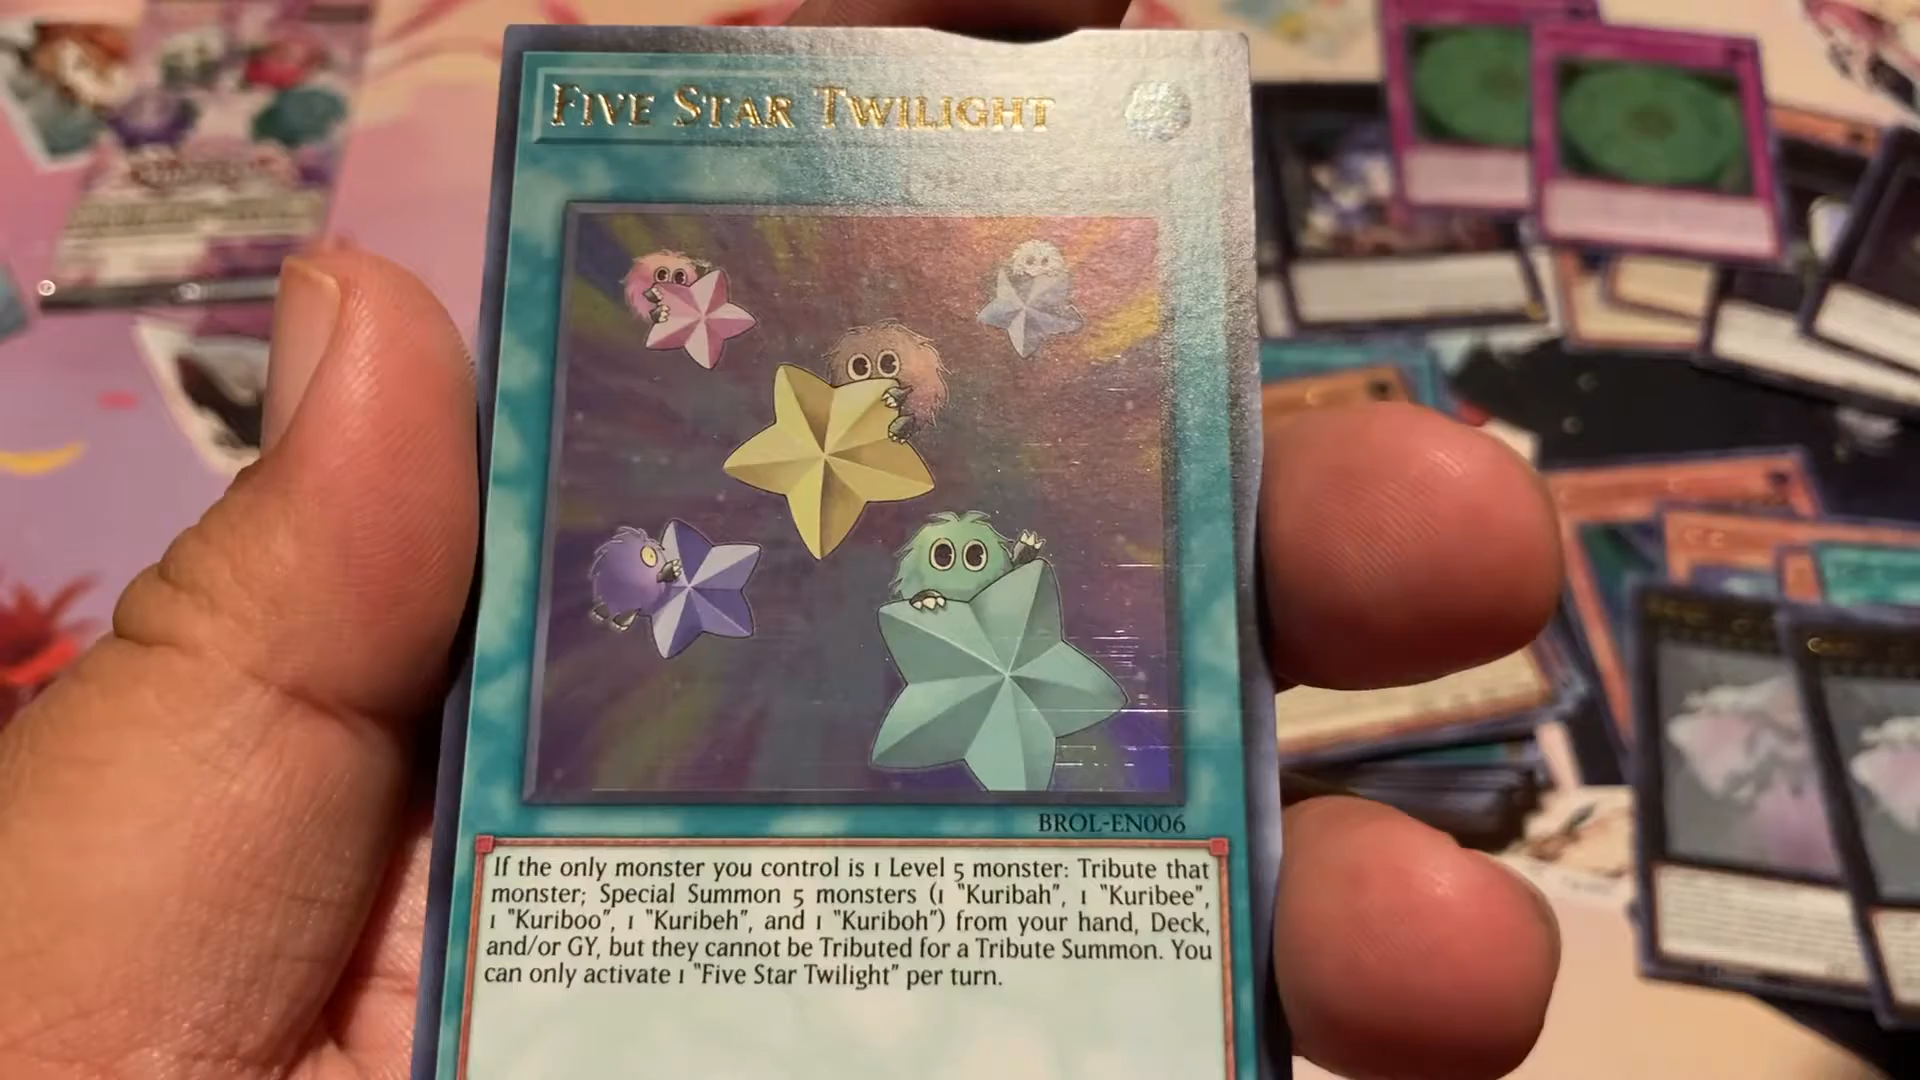 Five Star Twilight
BROL-EN006
If the only monster you control is 1 Level 5 monster: Tribute that
monster; Special Summon 5 monsters (1 "Kuribah", 1 "Kuribee",
1 "Kuriboo", 1 "Kuribeh", and 1 "Kuriboh") from your hand, Deck,
and/or GY, but they cannot be Tributed for a Tribute Summon. You
can only activate 1 "Five Star Twilight" per turn.